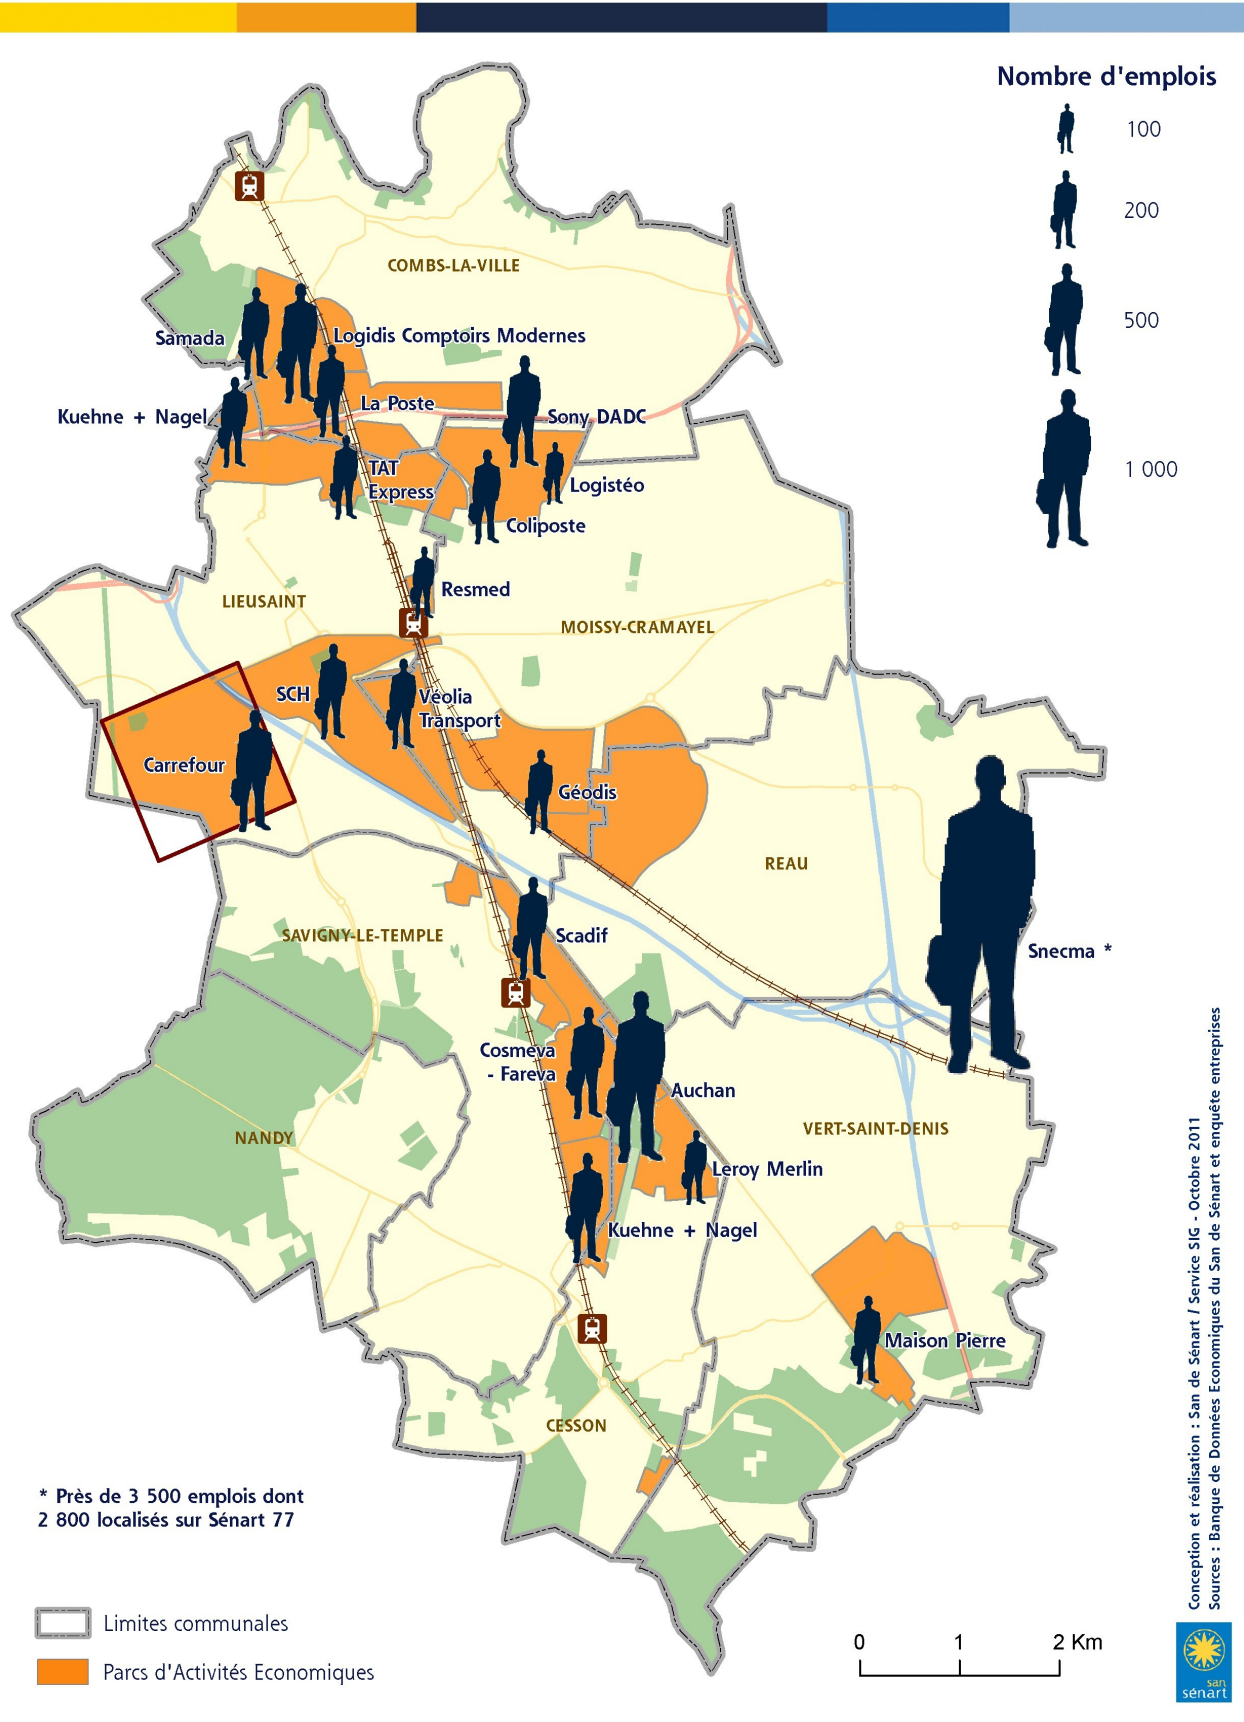 Nombre d'emplois
100
200
500
1 000
COMBS-LA-VILLE
Samada
Logidis Comptoirs Modernes
Kuehne + Nagel
La Poste
Sony DADC
TAT
Express
Logistéo
Coliposte
Resmed
LIEUSAINT
MOISSY-CRAMAYEL
SCH
Véolia
Transport
Carrefour
Géodis
REAU
SAVIGNY-LE-TEMPLE
Scadif
Snecma *
Cosmeva
- Fareva
Auchan
NANDY
VERT-SAINT-DENIS
Leroy Merlin
Kuehne + Nagel
Maison Pierre
CESSON
* Près de 3 500 emplois dont
2 800 localisés sur Sénart 77
Limites communales
Parcs d'Activités Economiques
0 1 2 Km
Conception et réalisation : San de Sénart / Service SIG - Octobre 2011
Sources : Banque de Données Economiques du San de Sénart et enquête entreprises
san
sénart